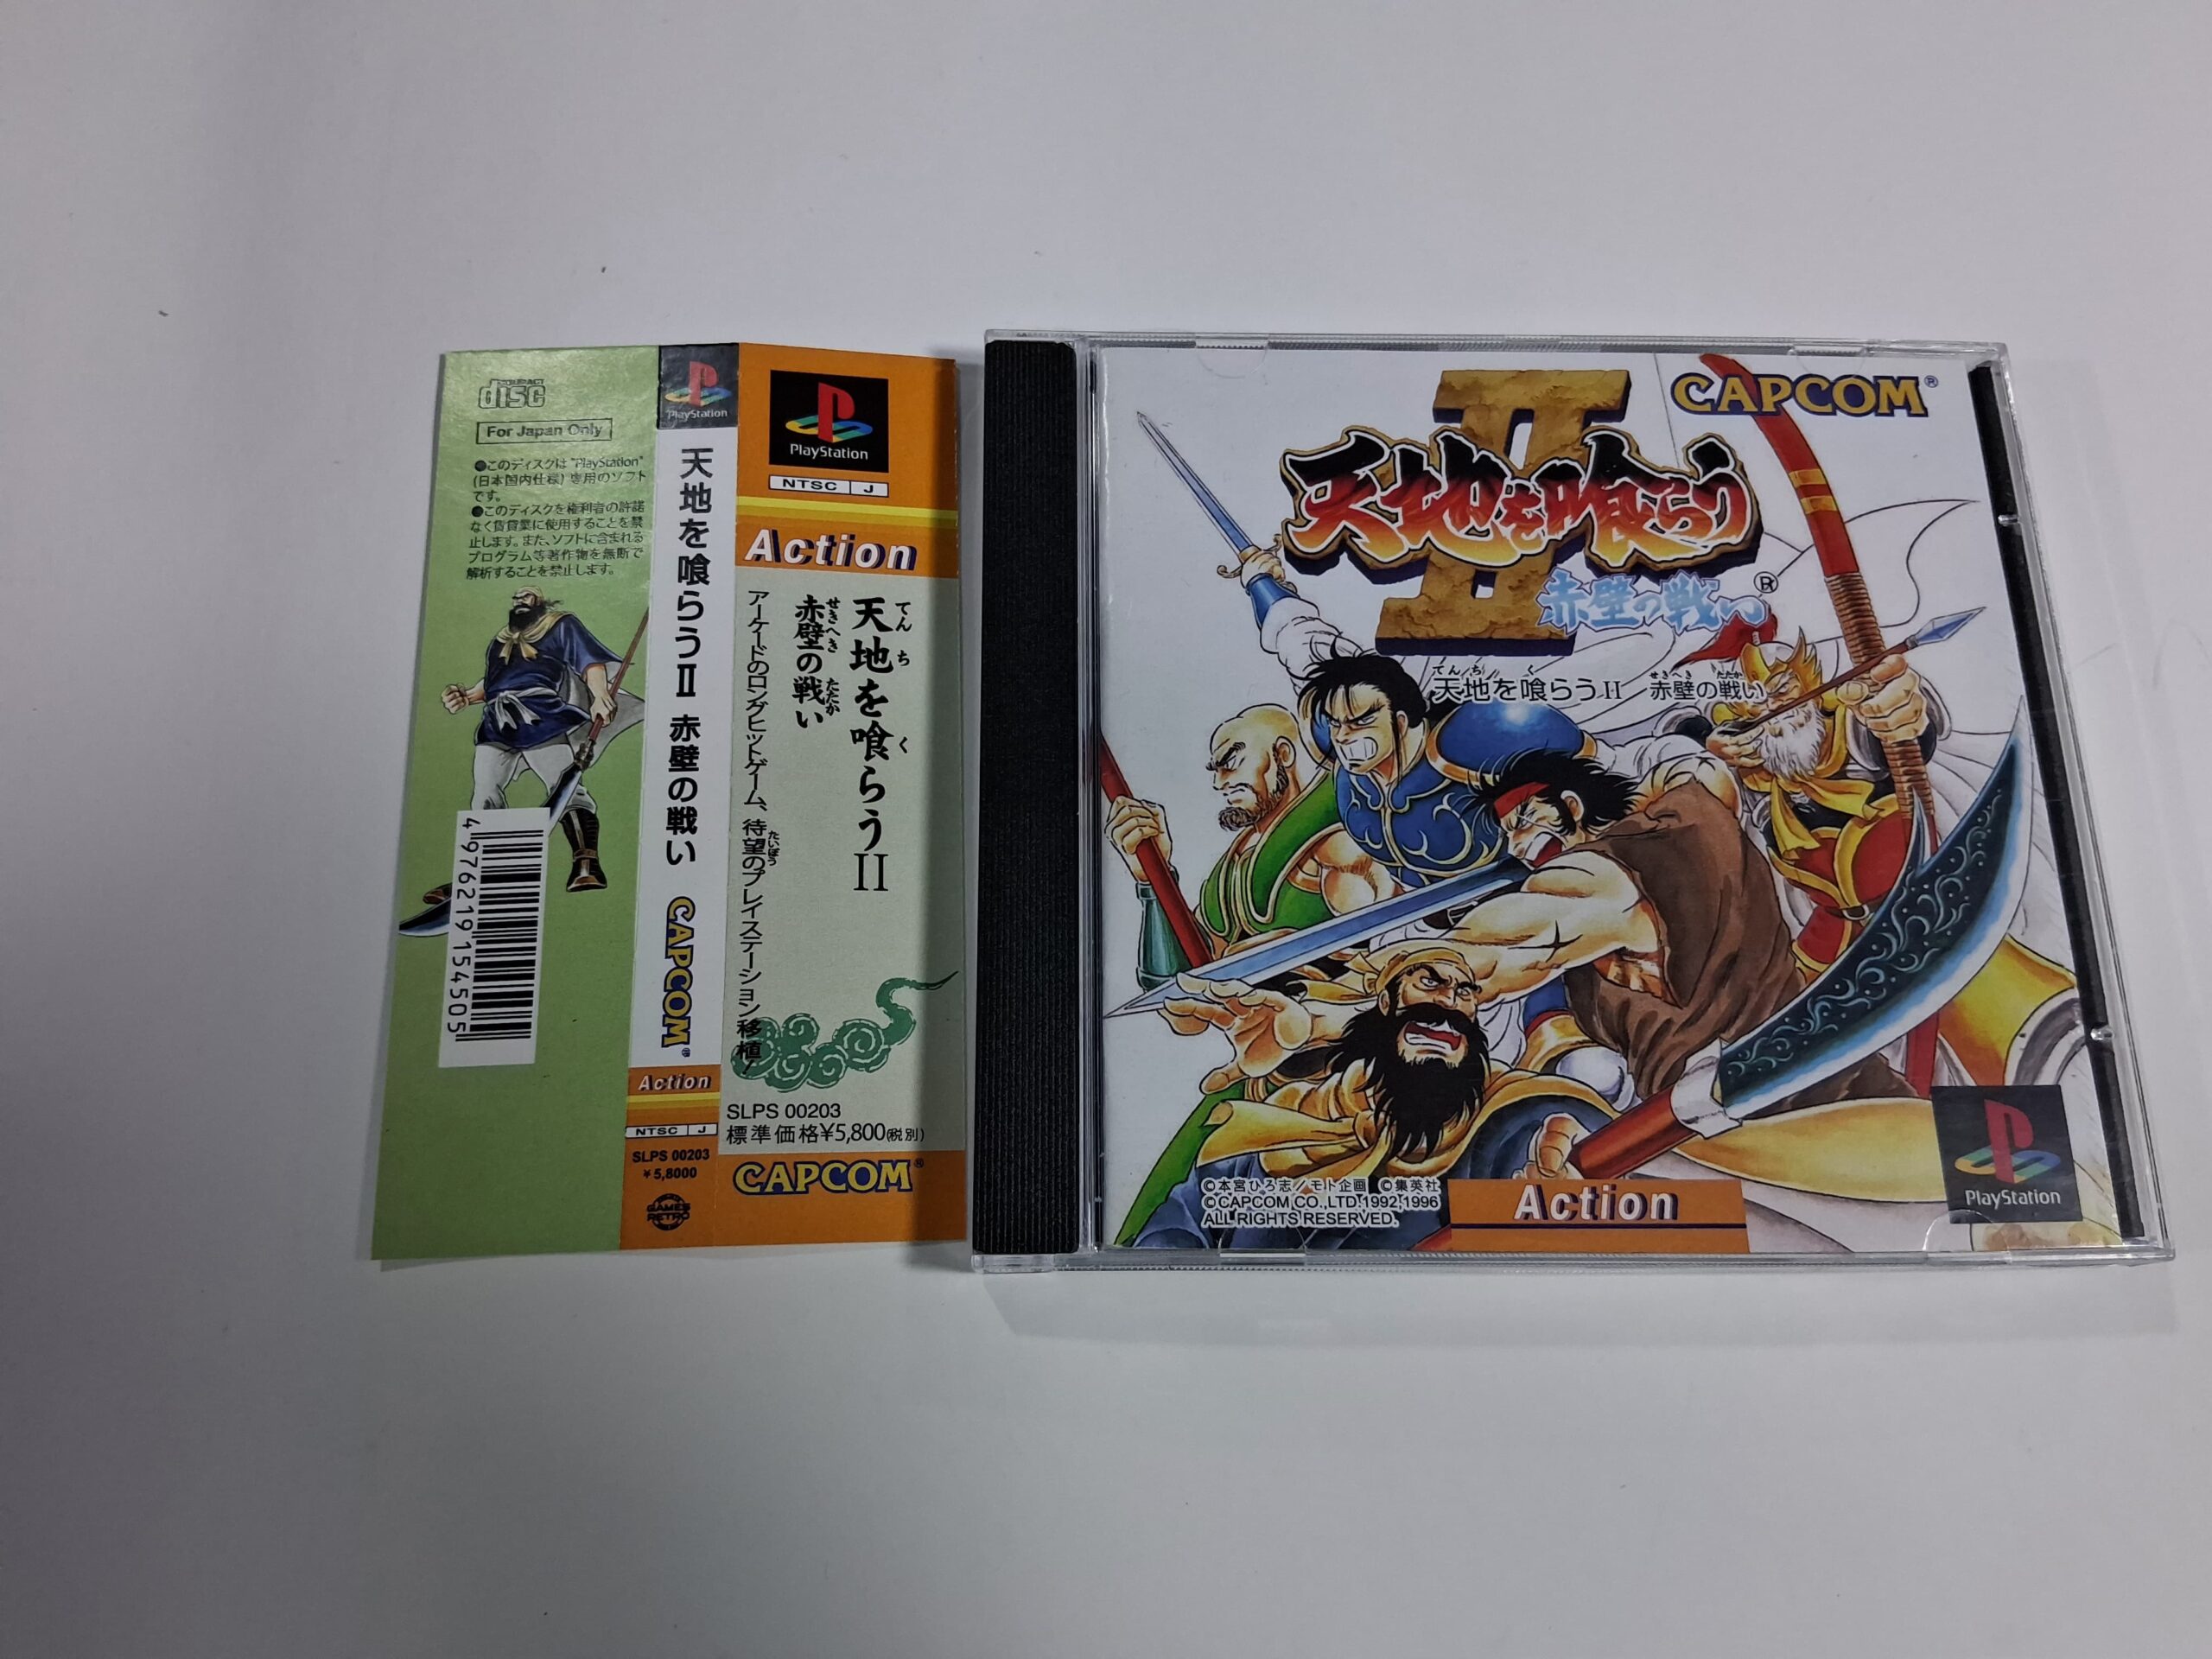 COMPACT
disc
For Japan Only
●このディスクは"PlayStation"
(日本国内仕様)専用のソフト
です。
●このディスクを権利者の許諾
なく賃貸業に使用することを禁
止します。また、ソフトに含まれる
プログラム等著作物を無断で
解析することを禁止します。
4 976219 154505
PlayStation
天地を喰らうII 赤壁の戦い
CAPCOM®
Action
NTSC J
SLPS 00203
¥5,8000
GAMES
RETRO
PlayStation
NTSC J
Action
てんち く
天地を喰らうII
せきへき たたか
赤壁の戦い
アーケードのロングヒットゲーム、待望のプレイステーション移植!
たいぼう
SLPS 00203
標準価格¥5,800(税別)
CAPCOM®
CAPCOM®
II
天地を喰らう
赤壁の戦い®
てんち く せきへき たたか
天地を喰らうII 赤壁の戦い
©本宮ひろ志/モト企画 ©集英社
©CAPCOM CO.,LTD.1992,1996
ALL RIGHTS RESERVED.
Action
PlayStation